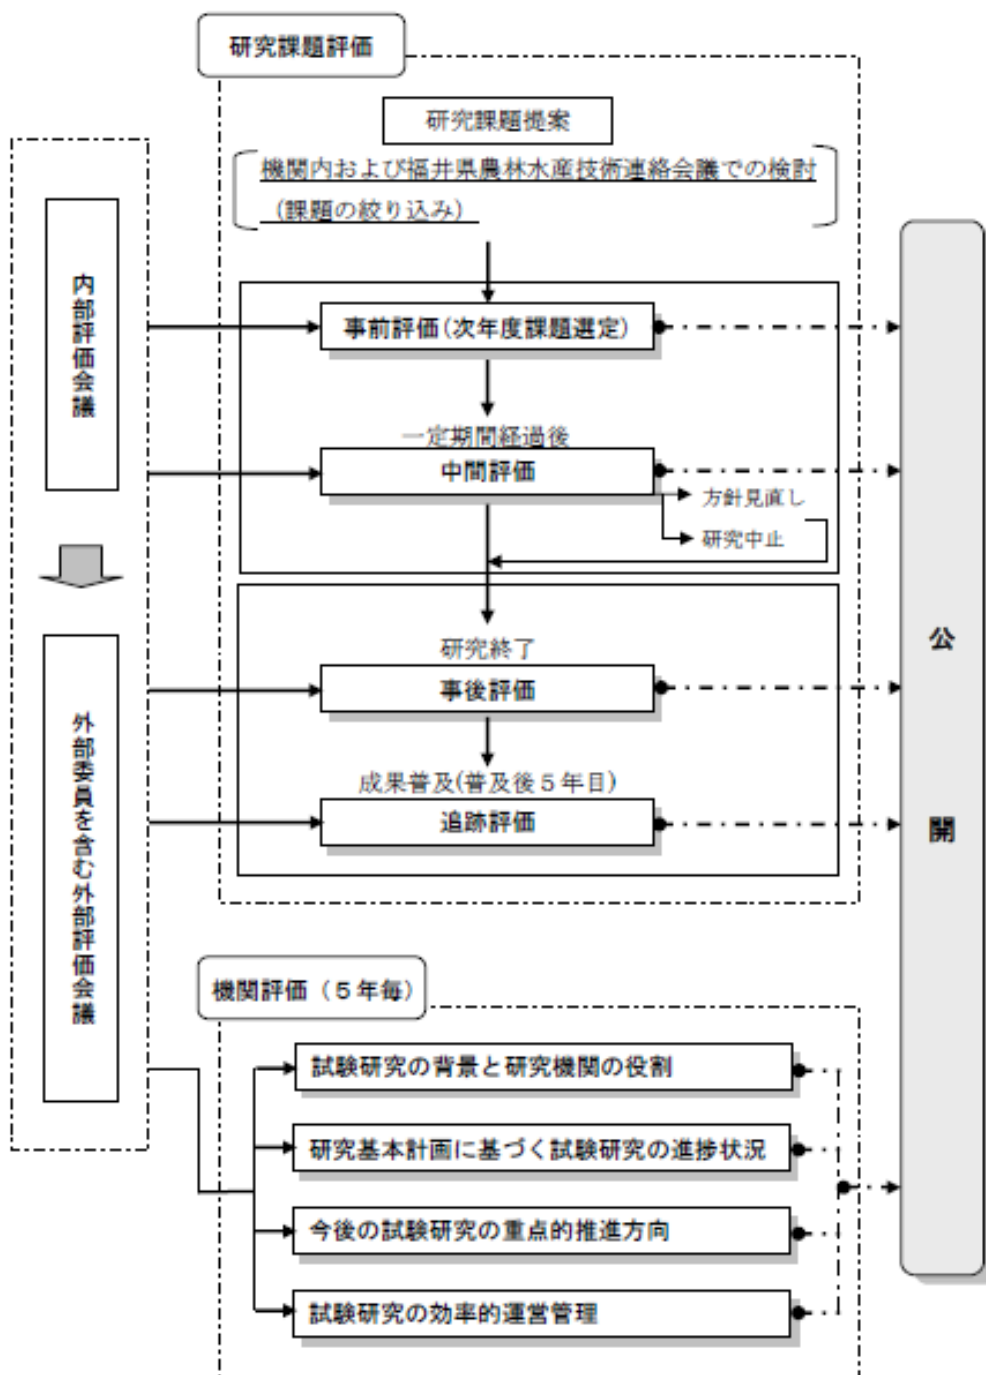 研究課題評価
研究課題提案
機関内および福井県農林水産技術連絡会議での検討
(課題の絞り込み)
内部評価会議
事前評価(次年度課題選定)
一定期間経過後
中間評価
方針見直し
研究中止
研究終了
事後評価
成果普及(普及後5年目)
追跡評価
外部委員を含む外部評価会議
公開
機関評価(5年毎)
試験研究の背景と研究機関の役割
研究基本計画に基づく試験研究の進捗状況
今後の試験研究の重点的推進方向
試験研究の効率的運営管理